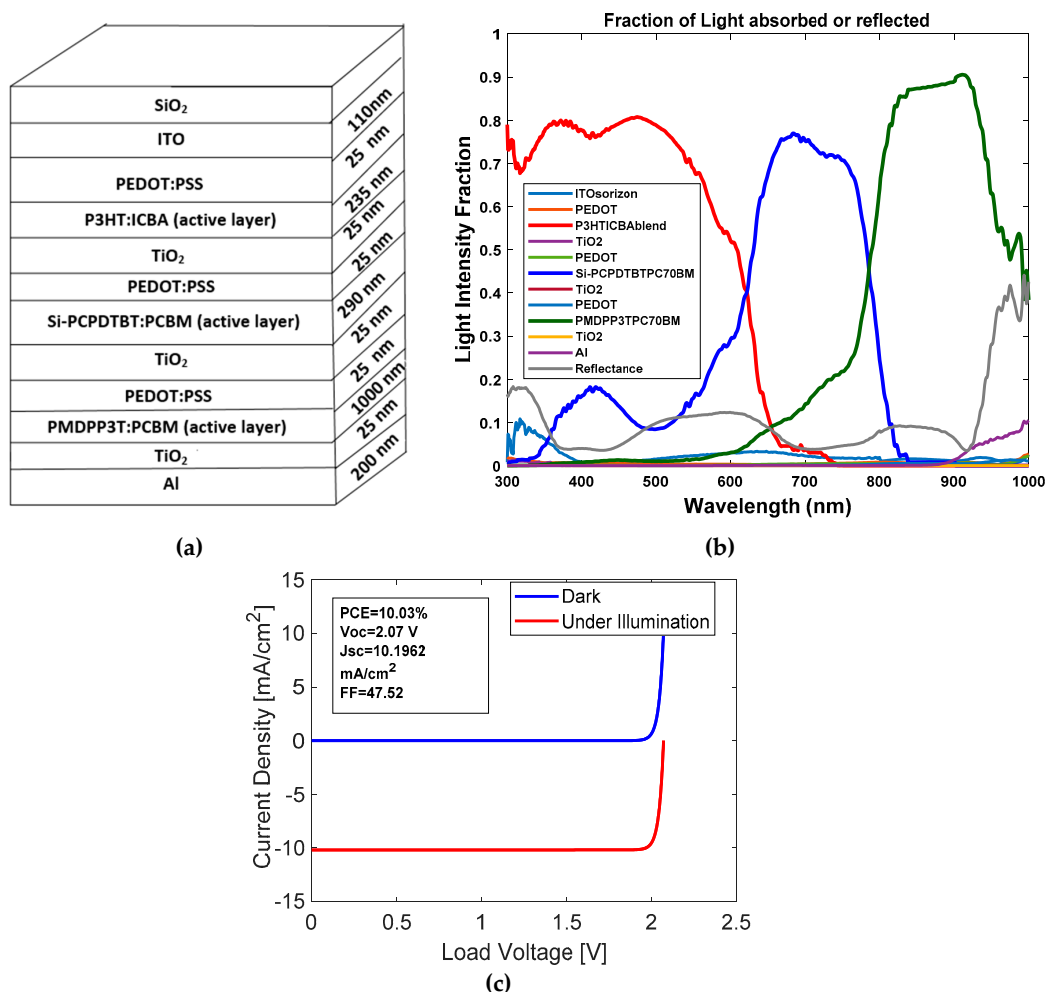 SiO2
ITO
PEDOT:PSS
P3HT:ICBA (active layer)
TiO2
PEDOT:PSS
Si-PCPDTBT:PCBM (active layer)
TiO2
PEDOT:PSS
PMDPP3T:PCBM (active layer)
TiO2
Al
110nm
25 nm
235 nm
25 nm
25 nm
290 nm
25 nm
25 nm
1000 nm
25 nm
200 nm
(a)
Fraction of Light absorbed or reflected
Light Intensity Fraction
1
0.9
0.8
0.7
0.6
0.5
0.4
0.3
0.2
0.1
0
300
400
500
600
700
800
900
1000
Wavelength (nm)
ITOsorizon
PEDOT
P3HTICBAblend
TiO2
PEDOT
Si-PCPDTBTPC70BM
TiO2
PEDOT
PMDPP3TPC70BM
TiO2
Al
Reflectance
(b)
Current Density [mA/cm2]
15
10
5
0
-5
-10
-15
0
0.5
1
1.5
2
2.5
Load Voltage [V]
PCE=10.03%
Voc=2.07 V
Jsc=10.1962
mA/cm2
FF=47.52
Dark
Under Illumination
(c)